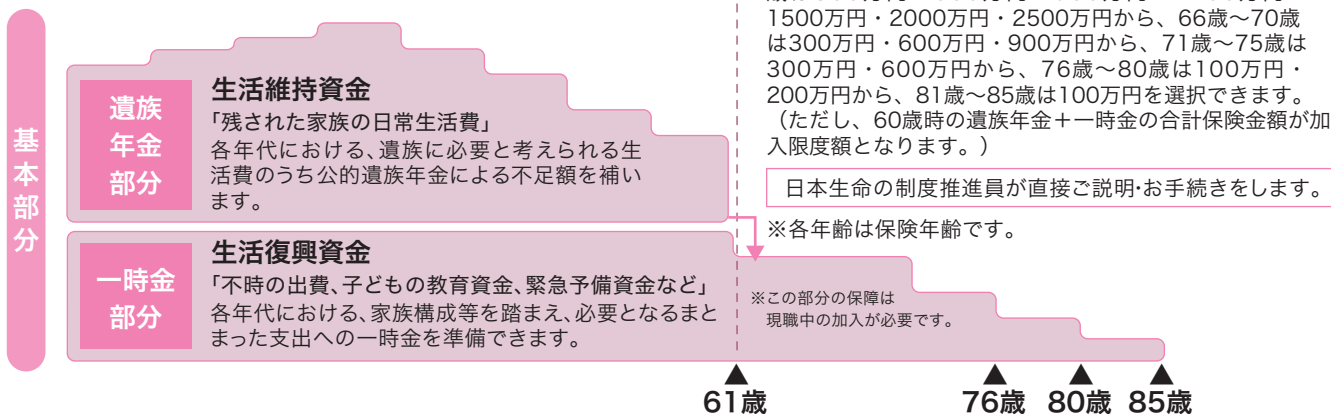 1500万円・2000万円・2500万円から、66歳〜70歳
は300万円・600万円・900万円から、71歳〜75歳は
300万円・600万円から、76歳〜80歳は100万円・
200万円から、81歳〜85歳は100万円を選択できます。
（ただし、60歳時の遺族年金＋一時金の合計保険金額が加
入限度額となります。）
日本生命の制度推進員が直接ご説明・お手続きをします。
※各年齢は保険年齢です。
基本部分
遺族
年金
部分
生活維持資金
「残された家族の日常生活費」
各年代における、遺族に必要と考えられる生
活費のうち公的遺族年金による不足額を補い
ます。
一時金
部分
生活復興資金
「不時の出費、子どもの教育資金、緊急予備資金など」
各年代における、家族構成等を踏まえ、必要となるまと
まった支出への一時金を準備できます。
※この部分の保障は
現職中の加入が必要です。
61歳 76歳 80歳 85歳